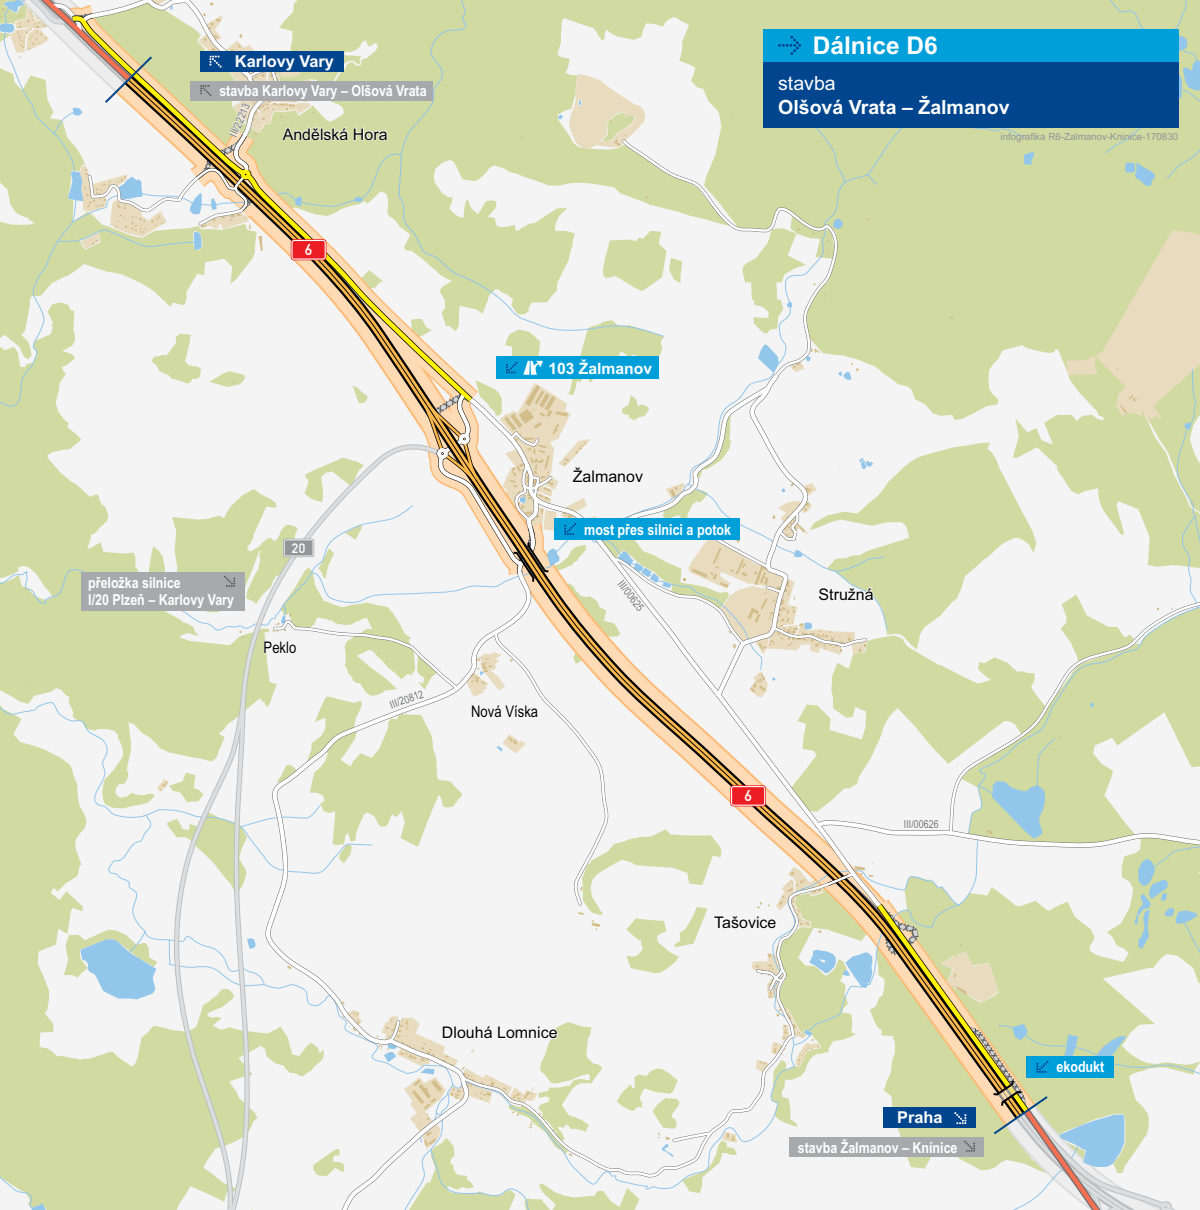 Dálnice D6
stavba
Olšová Vrata – Žalmanov
infografika R6-Zalmanov-Kninice-170830
Karlovy Vary
stavba Karlovy Vary – Olšová Vrata
III/22213
Andělská Hora
6
103 Žalmanov
Žalmanov
most přes silnici a potok
20
přeložka silnice
I/20 Plzeň – Karlovy Vary
III/00625
Stružná
Peklo
III/20812
Nová Víska
6
III/00626
Tašovice
Dlouhá Lomnice
ekodukt
Praha
stavba Žalmanov – Knínice